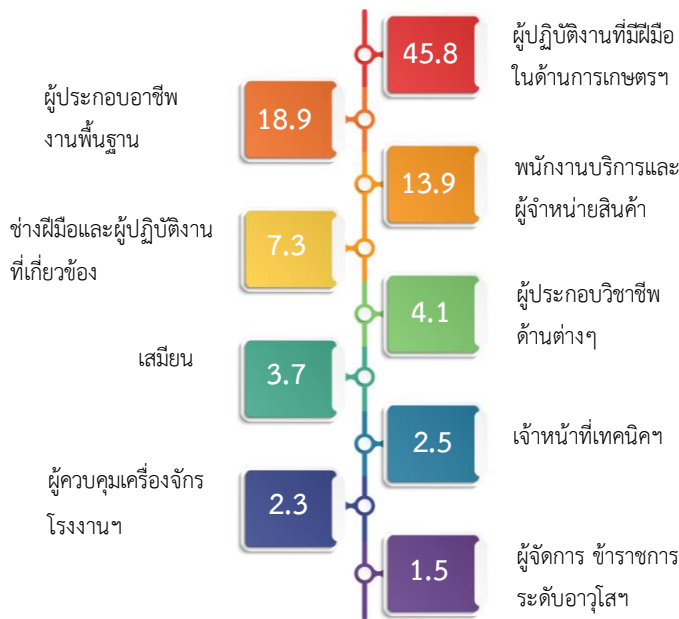 45.8
ผู้ปฏิบัติงานที่มีฝีมือ
ในด้านการเกษตรฯ
ผู้ประกอบอาชีพ
งานพื้นฐาน
18.9
13.9
พนักงานบริการและ
ผู้จำหน่ายสินค้า
ช่างฝีมือและผู้ปฏิบัติงาน
ที่เกี่ยวข้อง
7.3
4.1
ผู้ประกอบวิชาชีพ
ด้านต่างๆ
เสมียน
3.7
2.5
เจ้าหน้าที่เทคนิคฯ
ผู้ควบคุมเครื่องจักร
โรงงานฯ
2.3
1.5
ผู้จัดการ ข้าราชการ
ระดับอาวุโสฯ